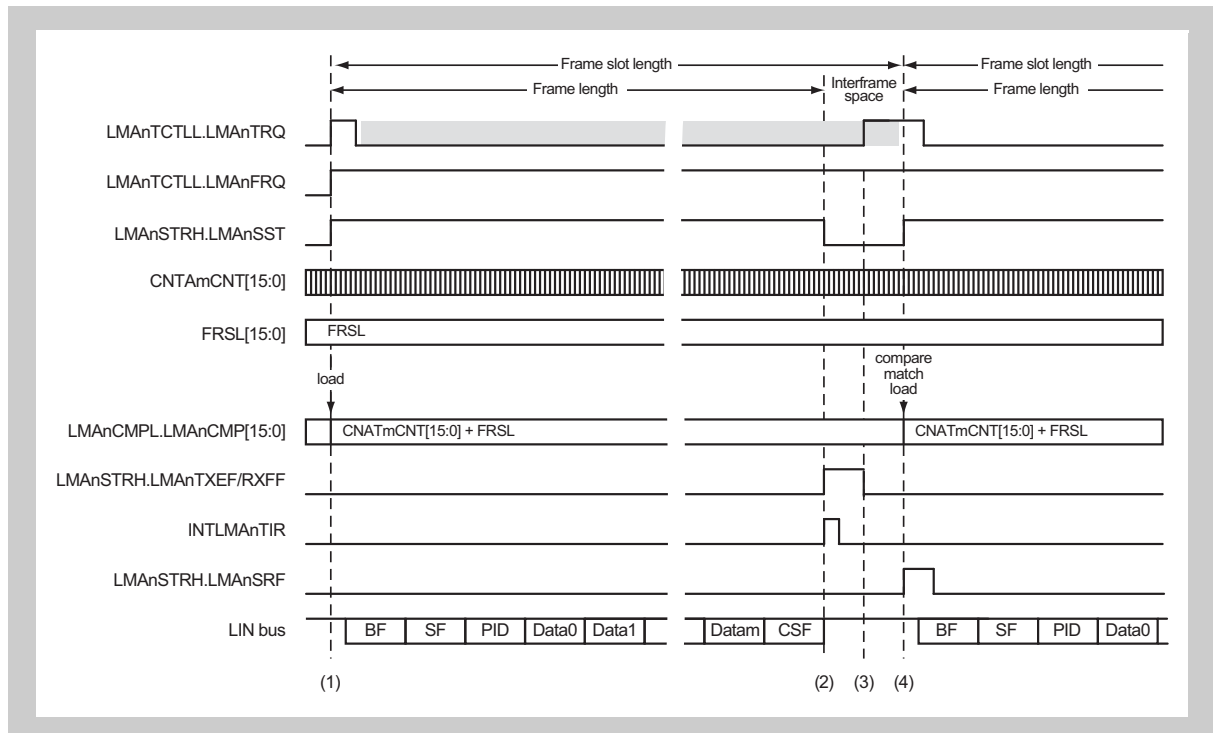 Frame slot length
Frame slot length
Frame length
Interframe
space
Frame length
LMAnTCTLL.LMAnTRQ
LMAnTCTLL.LMAnFRQ
LMAnSTRH.LMAnSST
CNTAmCNT[15:0]
FRSL[15:0]
FRSL
load
compare
match
load
LMAnCMPL.LMAnCMP[15:0]
CNATmCNT[15:0] + FRSL
CNATmCNT[15:0] + FRSL
LMAnSTRH.LMAnTXEF/RXFF
INTLMAnTIR
LMAnSTRH.LMAnSRF
LIN bus
BF SF PID Data0 Data1 Datam CSF BF SF PID Data0
(1) (2) (3) (4)